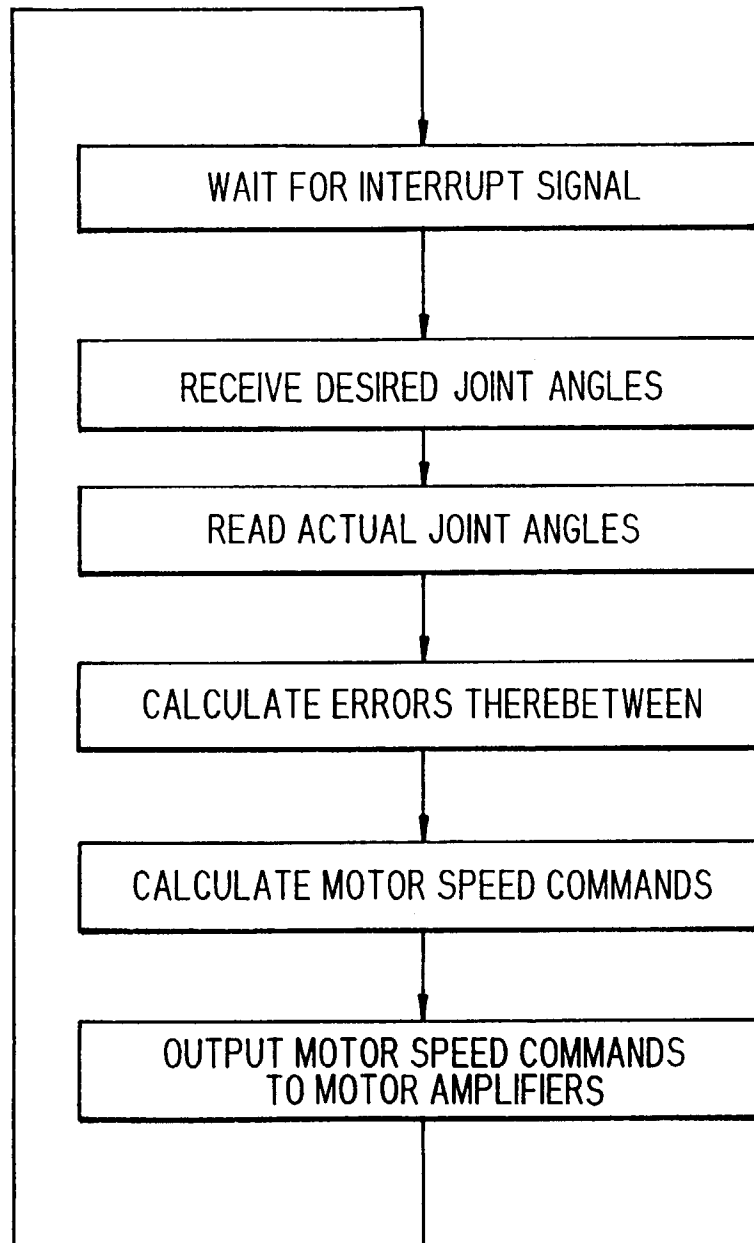 WAIT FOR INTERRUPT SIGNAL
RECEIVE DESIRED JOINT ANGLES
READ ACTUAL JOINT ANGLES
CALCULATE ERRORS THEREBETWEEN
CALCULATE MOTOR SPEED COMMANDS
OUTPUT MOTOR SPEED COMMANDS
TO MOTOR AMPLIFIERS